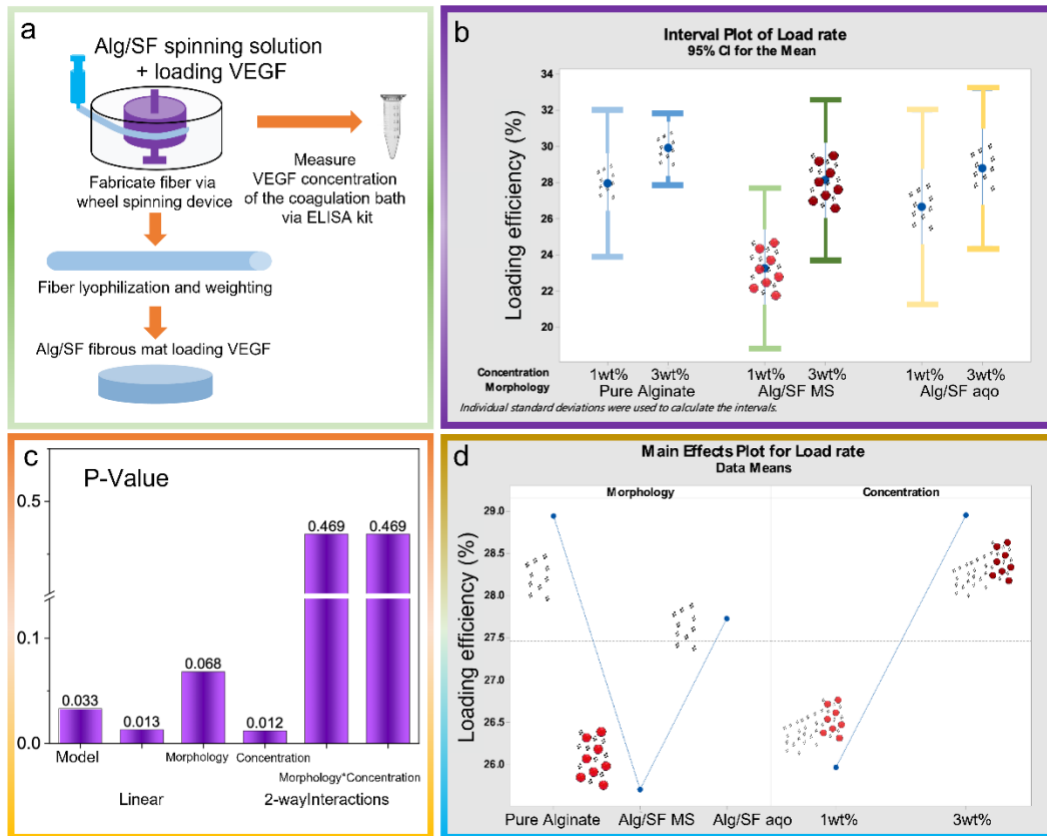 a
Alg/SF spinning solution
+ loading VEGF
Fabricate fiber via
wheel spinning device
Measure
VEGF concentration
of the coagulation bath
via ELISA kit
Fiber lyophilization and weighting
Alg/SF fibrous mat loading VEGF
b
Interval Plot of Load rate
95% CI for the Mean
Loading efficiency (%)
34
32
30
28
26
24
22
20
Concentration
Morphology
1wt% 3wt% 1wt% 3wt% 1wt% 3wt%
Pure Alginate Alg/SF MS Alg/SF aqo
Individual standard deviations were used to calculate the intervals.
c
P-Value
0.5
0.1
0.0
0.033
0.013
0.068
0.012
0.469
0.469
Model
Morphology
Concentration
Morphology*Concentration
Linear
2-wayInteractions
d
Main Effects Plot for Load rate
Data Means
Morphology Concentration
Loading efficiency (%)
29.0
28.5
28.0
27.5
27.0
26.5
26.0
Pure Alginate Alg/SF MS Alg/SF aqo 1wt% 3wt%